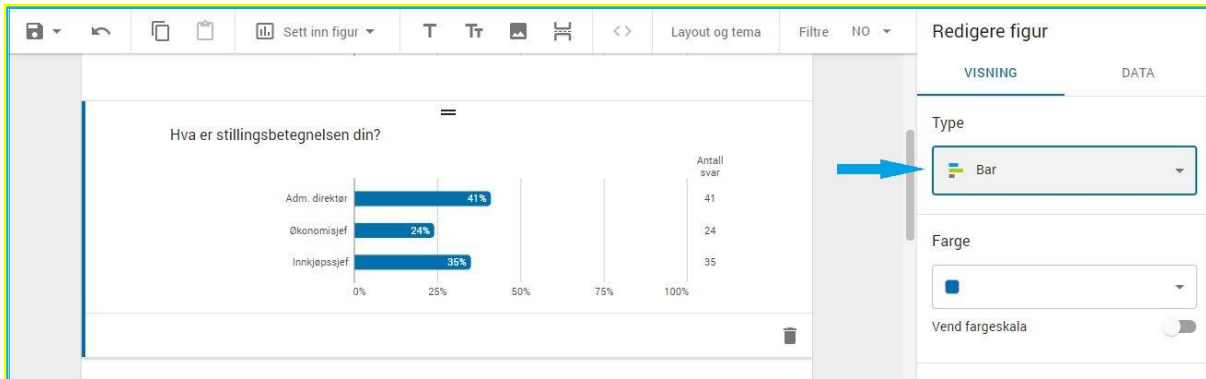 Sett inn figur
Layout og tema
Filtre
NO
Redigere figur
VISNING
DATA
Hva er stillingsbetegnelsen din?
Antall
svar
Adm. direktør
41%
41
Økonomisjef
24%
24
Innkjøpssjef
35%
35
0%
25%
50%
75%
100%
Type
Bar
Farge
Vend fargeskala